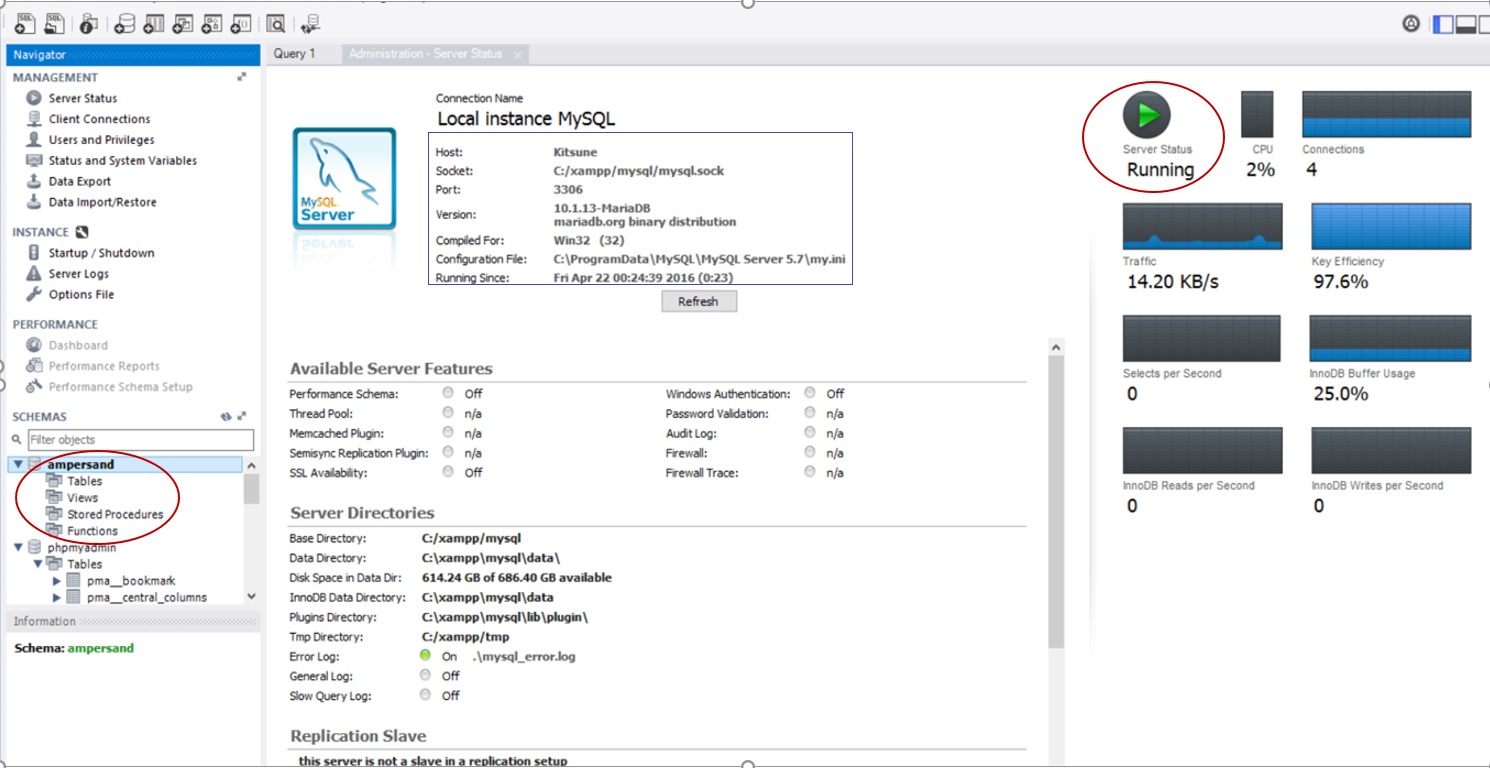 Navigator
Query 1
Administration - Server Status
MANAGEMENT
Server Status
Client Connections
Users and Privileges
Status and System Variables
Data Export
Data Import/Restore
INSTANCE
Startup / Shutdown
Server Logs
Options File
PERFORMANCE
Dashboard
Performance Reports
Performance Schema Setup
SCHEMAS
Filter objects
ampersand
Tables
Views
Stored Procedures
Functions
phpmyadmin
Tables
pma__bookmark
pma__central_columns
Information
Schema: ampersand
MySQL
Server
Connection Name
Local instance MySQL
Host: Kitsune
Socket: C:/xampp/mysql/mysql.sock
Port: 3306
Version: 10.1.13-MariaDB
mariadb.org binary distribution
Compiled For: Win32 (32)
Configuration File: C:\ProgramData\MySQL\MySQL Server 5.7\my.ini
Running Since: Fri Apr 22 00:24:39 2016 (0:23)
Refresh
Available Server Features
Performance Schema: Off
Thread Pool: n/a
Memcached Plugin: n/a
Semisync Replication Plugin: n/a
SSL Availability: Off
Windows Authentication: Off
Password Validation: n/a
Audit Log: n/a
Firewall: n/a
Firewall Trace: n/a
Server Directories
Base Directory: C:/xampp/mysql
Data Directory: C:\xampp\mysql\data\
Disk Space in Data Dir: 614.24 GB of 686.40 GB available
InnoDB Data Directory: C:\xampp\mysql\data
Plugins Directory: C:\xampp\mysql\lib\plugin\
Tmp Directory: C:/xampp/tmp
Error Log: On .\mysql_error.log
General Log: Off
Slow Query Log: Off
Replication Slave
this server is not a slave in a replication setup
Server Status
Running
CPU
2%
Connections
4
Traffic
14.20 KB/s
Key Efficiency
97.6%
Selects per Second
0
InnoDB Buffer Usage
25.0%
InnoDB Reads per Second
0
InnoDB Writes per Second
0